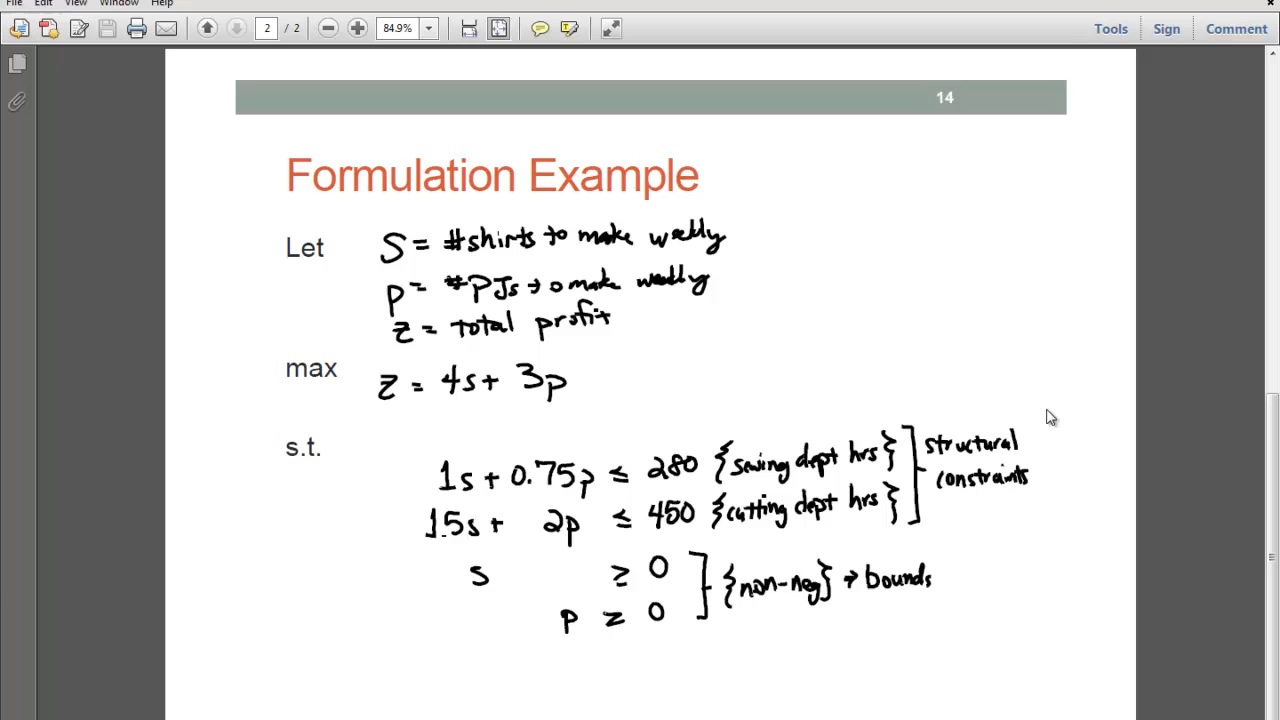 File Edit View Window Help
2 / 2 84.9% Tools Sign Comment
14
Formulation Example
Let S = #shirts to make weekly
p = #PJs to make weekly
z = total profit
max z = 4s + 3p
s.t.
1s + 0.75p ≤ 280 {sewing dept hrs} structural
1.5s + 2p ≤ 450 {cutting dept hrs} constraints
s ≥ 0
{non-neg} → bounds
p ≥ 0